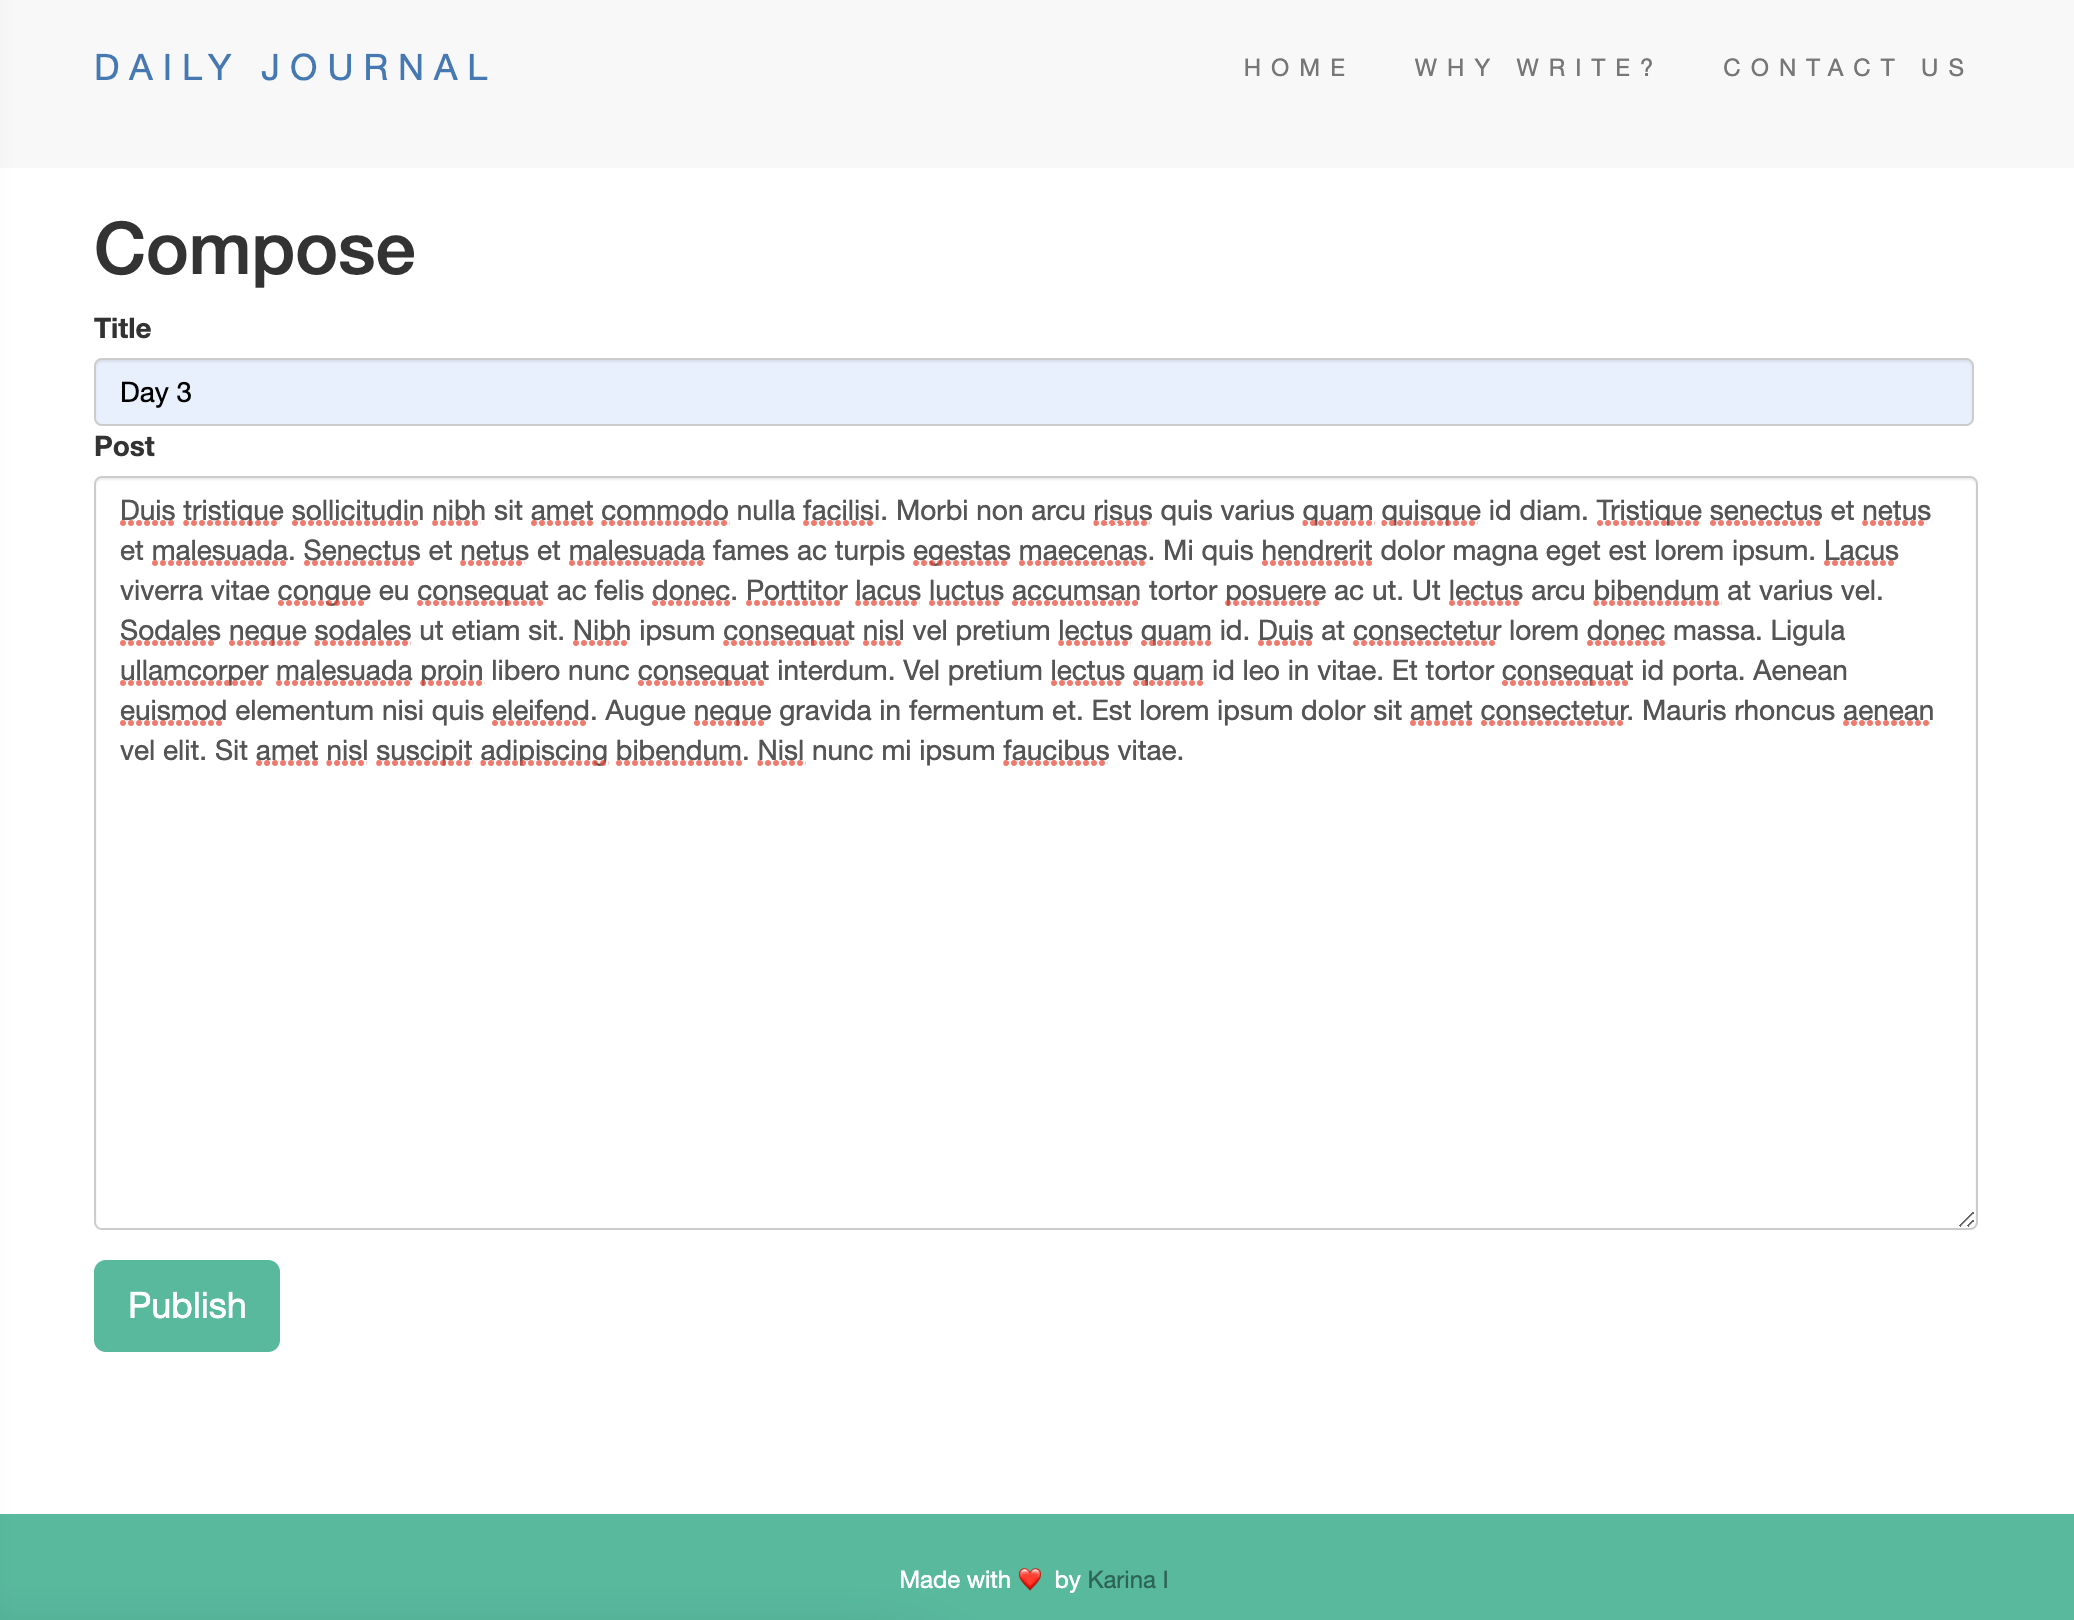 DAILY JOURNAL
HOME WHY WRITE? CONTACT US
Compose
Title
Day 3
Post
Duis tristique sollicitudin nibh sit amet commodo nulla facilisi. Morbi non arcu risus quis varius quam quisque id diam. Tristique senectus et netus
et malesuada. Senectus et netus et malesuada fames ac turpis egestas maecenas. Mi quis hendrerit dolor magna eget est lorem ipsum. Lacus
viverra vitae congue eu consequat ac felis donec. Porttitor lacus luctus accumsan tortor posuere ac ut. Ut lectus arcu bibendum at varius vel.
Sodales neque sodales ut etiam sit. Nibh ipsum consequat nisl vel pretium lectus quam id. Duis at consectetur lorem donec massa. Ligula
ullamcorper malesuada proin libero nunc consequat interdum. Vel pretium lectus quam id leo in vitae. Et tortor consequat id porta. Aenean
euismod elementum nisi quis eleifend. Augue neque gravida in fermentum et. Est lorem ipsum dolor sit amet consectetur. Mauris rhoncus aenean
vel elit. Sit amet nisl suscipit adipiscing bibendum. Nisl nunc mi ipsum faucibus vitae.
Publish
Made with ❤️ by Karina I